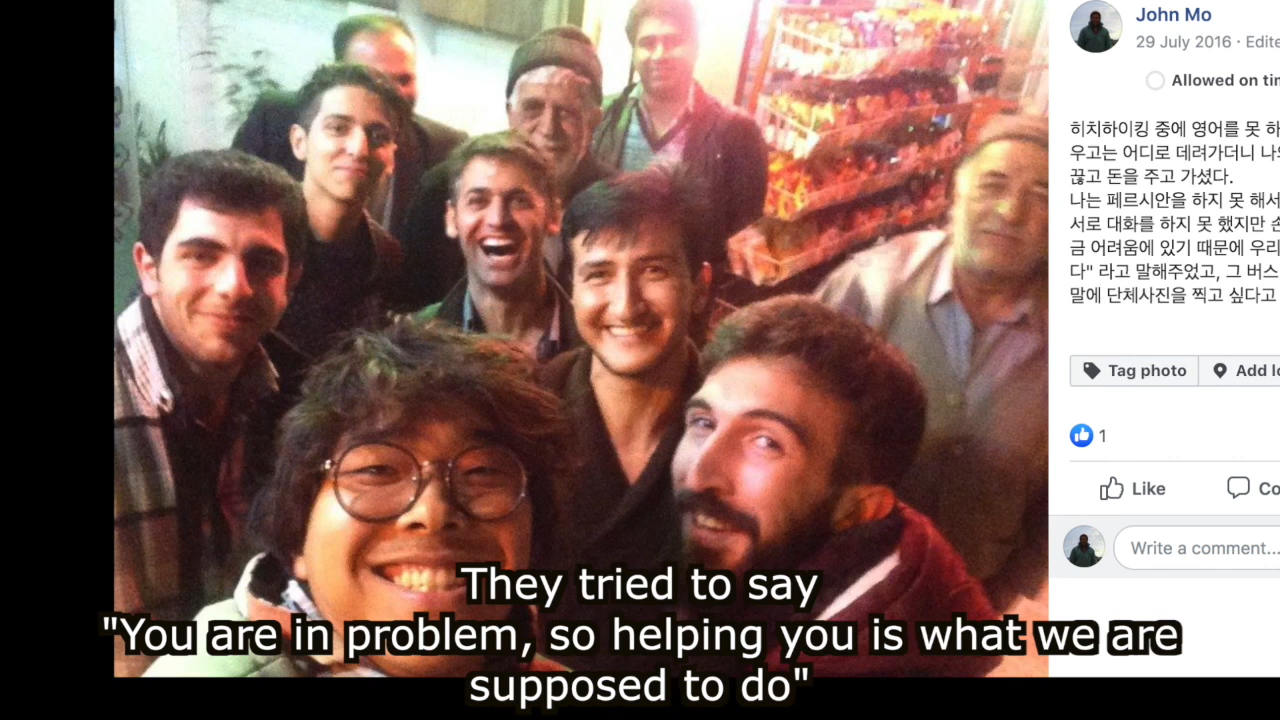 John Mo
29 July 2016 · Edite
Allowed on tin
히치하이킹 중에 영어를 못 하
우고는 어디로 데려가더니 나
끊고 돈을 주고 가셨다.
나는 페르시안을 하지 못 해서
서로 대화를 하지 못 했지만 손
금 어려움에 있기 때문에 우리
다" 라고 말해주었고, 그 버스
말에 단체사진을 찍고 싶다고
Tag photo
Add lo
1
Like
Co
Write a comment...
They tried to say
"You are in problem, so helping you is what we are
supposed to do"